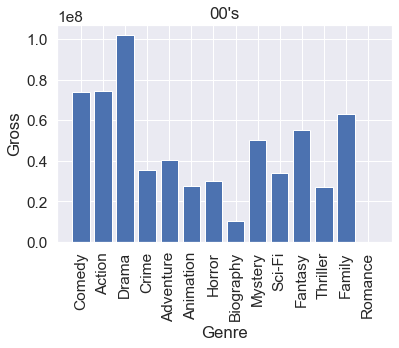 00's
1e8
Gross
1.0
0.8
0.6
0.4
0.2
0.0
Comedy
Action
Drama
Crime
Adventure
Animation
Horror
Biography
Mystery
Sci-Fi
Fantasy
Thriller
Family
Romance
Genre